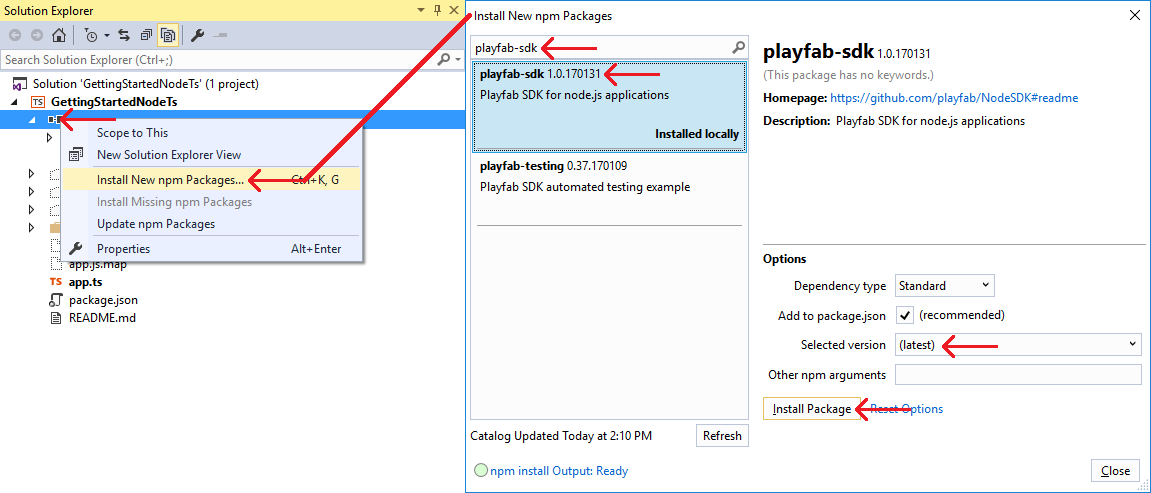 Solution Explorer
Search Solution Explorer (Ctrl+;)
Solution 'GettingStartedNodeTs' (1 project)
TS GettingStartedNodeTs
Scope to This
New Solution Explorer View
Install New npm Packages... Ctrl+K, G
Install Missing npm Packages
Update npm Packages
Properties Alt+Enter
app.js.map
TS app.ts
package.json
README.md
Install New npm Packages
playfab-sdk
playfab-sdk 1.0.170131
Playfab SDK for node.js applications
Installed locally
playfab-testing 0.37.170109
Playfab SDK automated testing example
Catalog Updated Today at 2:10 PM
Refresh
npm install Output: Ready
playfab-sdk 1.0.170131
(This package has no keywords.)
Homepage: https://github.com/playfab/NodeSDK#readme
Description: Playfab SDK for node.js applications
Options
Dependency type Standard
Add to package.json (recommended)
Selected version (latest)
Other npm arguments
Install Package Reset Options
Close